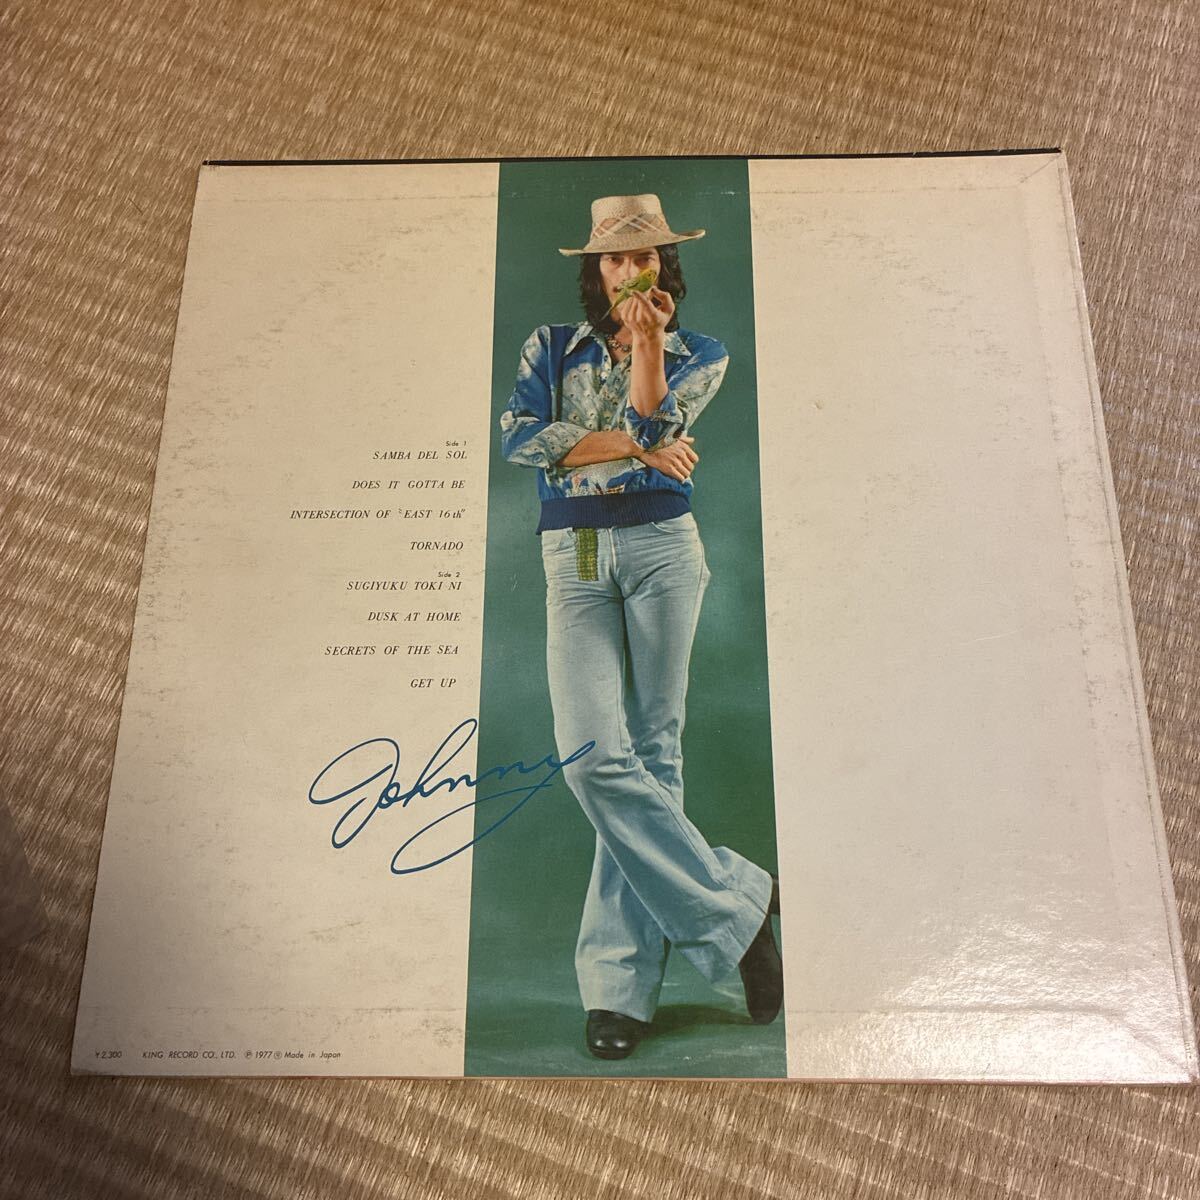 Side 1
SAMBA DEL SOL
DOES IT GOTTA BE
INTERSECTION OF "EAST 16th"
TORNADO
Side 2
SUGIYUKU TOKI NI
DUSK AT HOME
SECRETS OF THE SEA
GET UP
Johnny
¥2,300 KING RECORD CO., LTD. Ⓟ 1977 Made in Japan